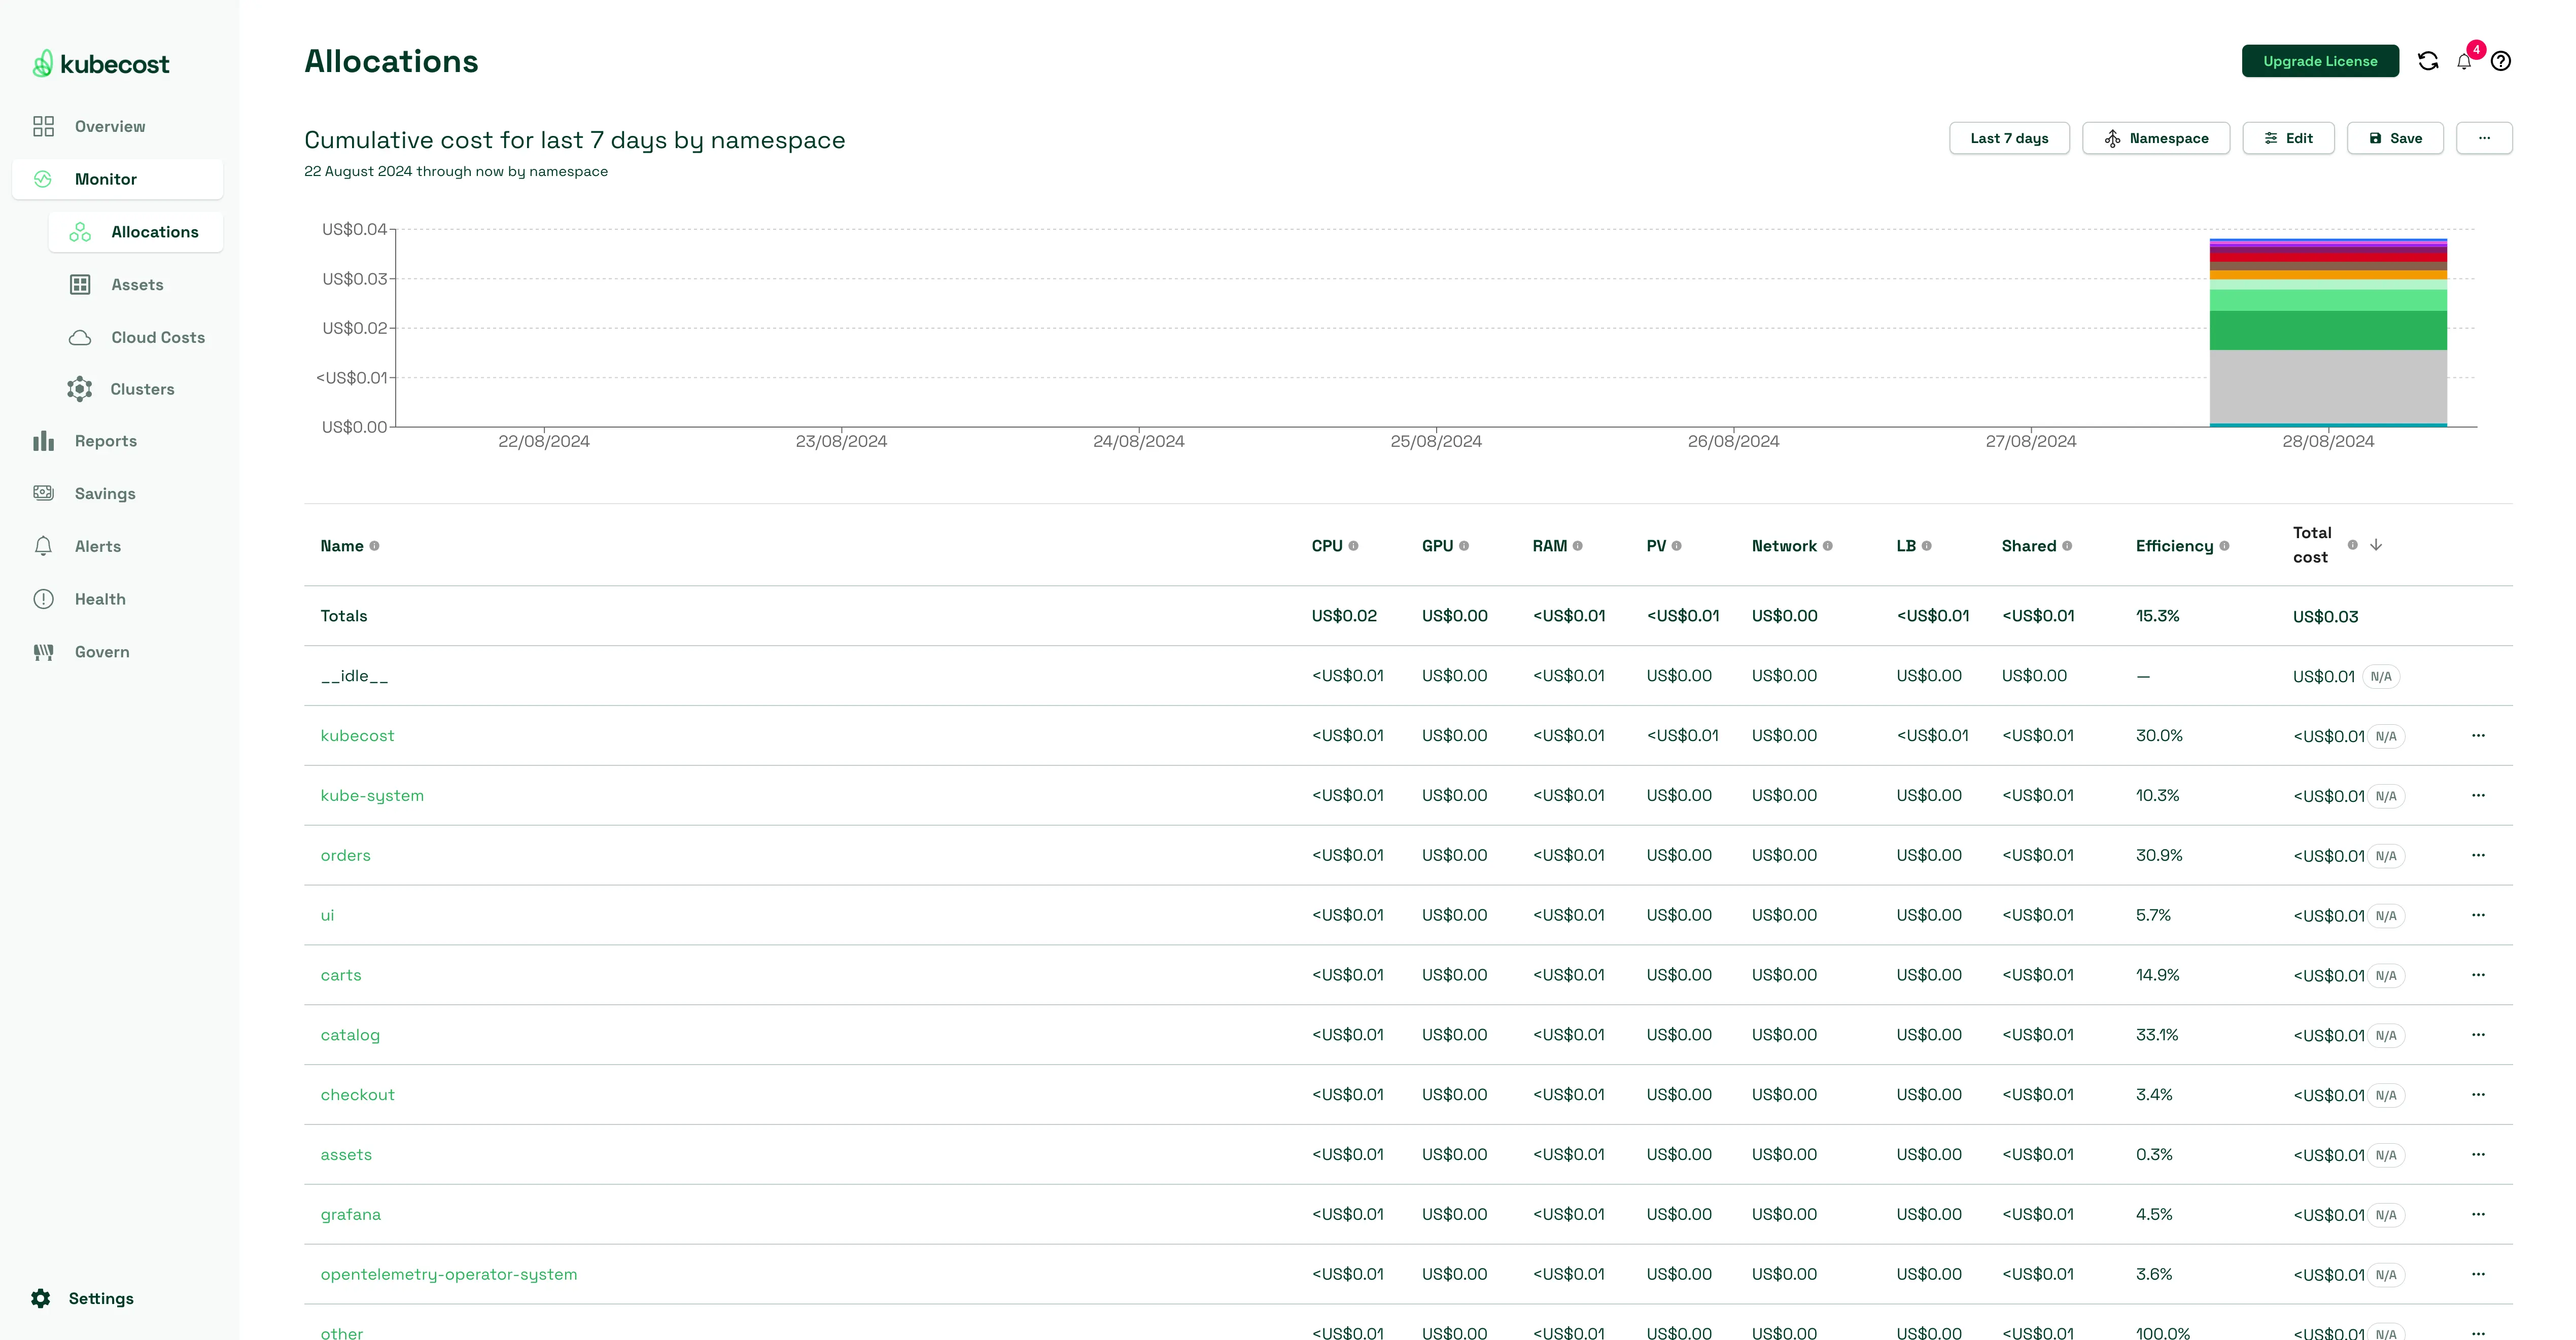 kubecost
Overview
Monitor
Allocations
Assets
Cloud Costs
Clusters
Reports
Savings
Alerts
Health
Govern
Settings
Allocations
Upgrade License
4
Cumulative cost for last 7 days by namespace
22 August 2024 through now by namespace
Last 7 days
Namespace
Edit
Save
US$0.04
US$0.03
US$0.02
<US$0.01
US$0.00
22/08/2024 23/08/2024 24/08/2024 25/08/2024 26/08/2024 27/08/2024 28/08/2024
Name CPU GPU RAM PV Network LB Shared Efficiency Total cost
Totals US$0.02 US$0.00 <US$0.01 <US$0.01 US$0.00 <US$0.01 <US$0.01 15.3% US$0.03
__idle__ <US$0.01 US$0.00 <US$0.01 US$0.00 US$0.00 US$0.00 US$0.00 — US$0.01 N/A
kubecost <US$0.01 US$0.00 <US$0.01 <US$0.01 US$0.00 <US$0.01 <US$0.01 30.0% <US$0.01 N/A
kube-system <US$0.01 US$0.00 <US$0.01 US$0.00 US$0.00 US$0.00 <US$0.01 10.3% <US$0.01 N/A
orders <US$0.01 US$0.00 <US$0.01 US$0.00 US$0.00 US$0.00 <US$0.01 30.9% <US$0.01 N/A
ui <US$0.01 US$0.00 <US$0.01 US$0.00 US$0.00 US$0.00 <US$0.01 5.7% <US$0.01 N/A
carts <US$0.01 US$0.00 <US$0.01 US$0.00 US$0.00 US$0.00 <US$0.01 14.9% <US$0.01 N/A
catalog <US$0.01 US$0.00 <US$0.01 US$0.00 US$0.00 US$0.00 <US$0.01 33.1% <US$0.01 N/A
checkout <US$0.01 US$0.00 <US$0.01 US$0.00 US$0.00 US$0.00 <US$0.01 3.4% <US$0.01 N/A
assets <US$0.01 US$0.00 <US$0.01 US$0.00 US$0.00 US$0.00 <US$0.01 0.3% <US$0.01 N/A
grafana <US$0.01 US$0.00 <US$0.01 US$0.00 US$0.00 US$0.00 <US$0.01 4.5% <US$0.01 N/A
opentelemetry-operator-system <US$0.01 US$0.00 <US$0.01 US$0.00 US$0.00 US$0.00 <US$0.01 3.6% <US$0.01 N/A
other <US$0.01 US$0.00 <US$0.01 US$0.00 US$0.00 US$0.00 <US$0.01 100.0% <US$0.01 N/A